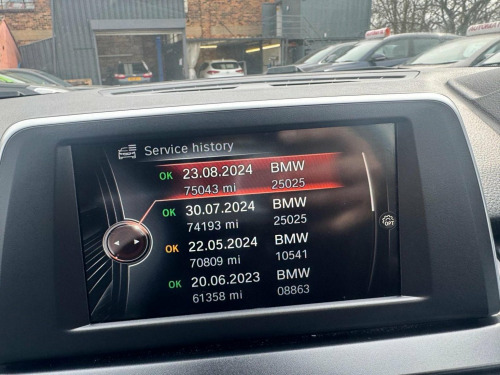 Service history
OK 23.08.2024 BMW
75043 mi 25025
OK 30.07.2024 BMW
74193 mi 25025
OK 22.05.2024 BMW
70809 mi 10541
OK 20.06.2023 BMW
61358 mi 08863
OPT